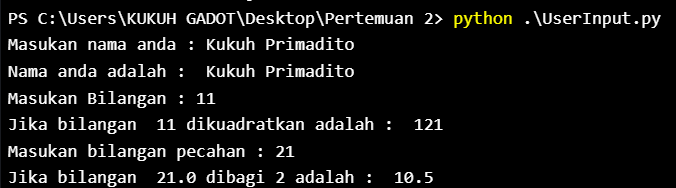 PS C:\Users\KUKUH GADOT\Desktop\Pertemuan 2> python .\UserInput.py
Masukan nama anda : Kukuh Primadito
Nama anda adalah :  Kukuh Primadito
Masukan Bilangan : 11
Jika bilangan  11 dikuadratkan adalah :  121
Masukan bilangan pecahan : 21
Jika bilangan  21.0 dibagi 2 adalah :  10.5